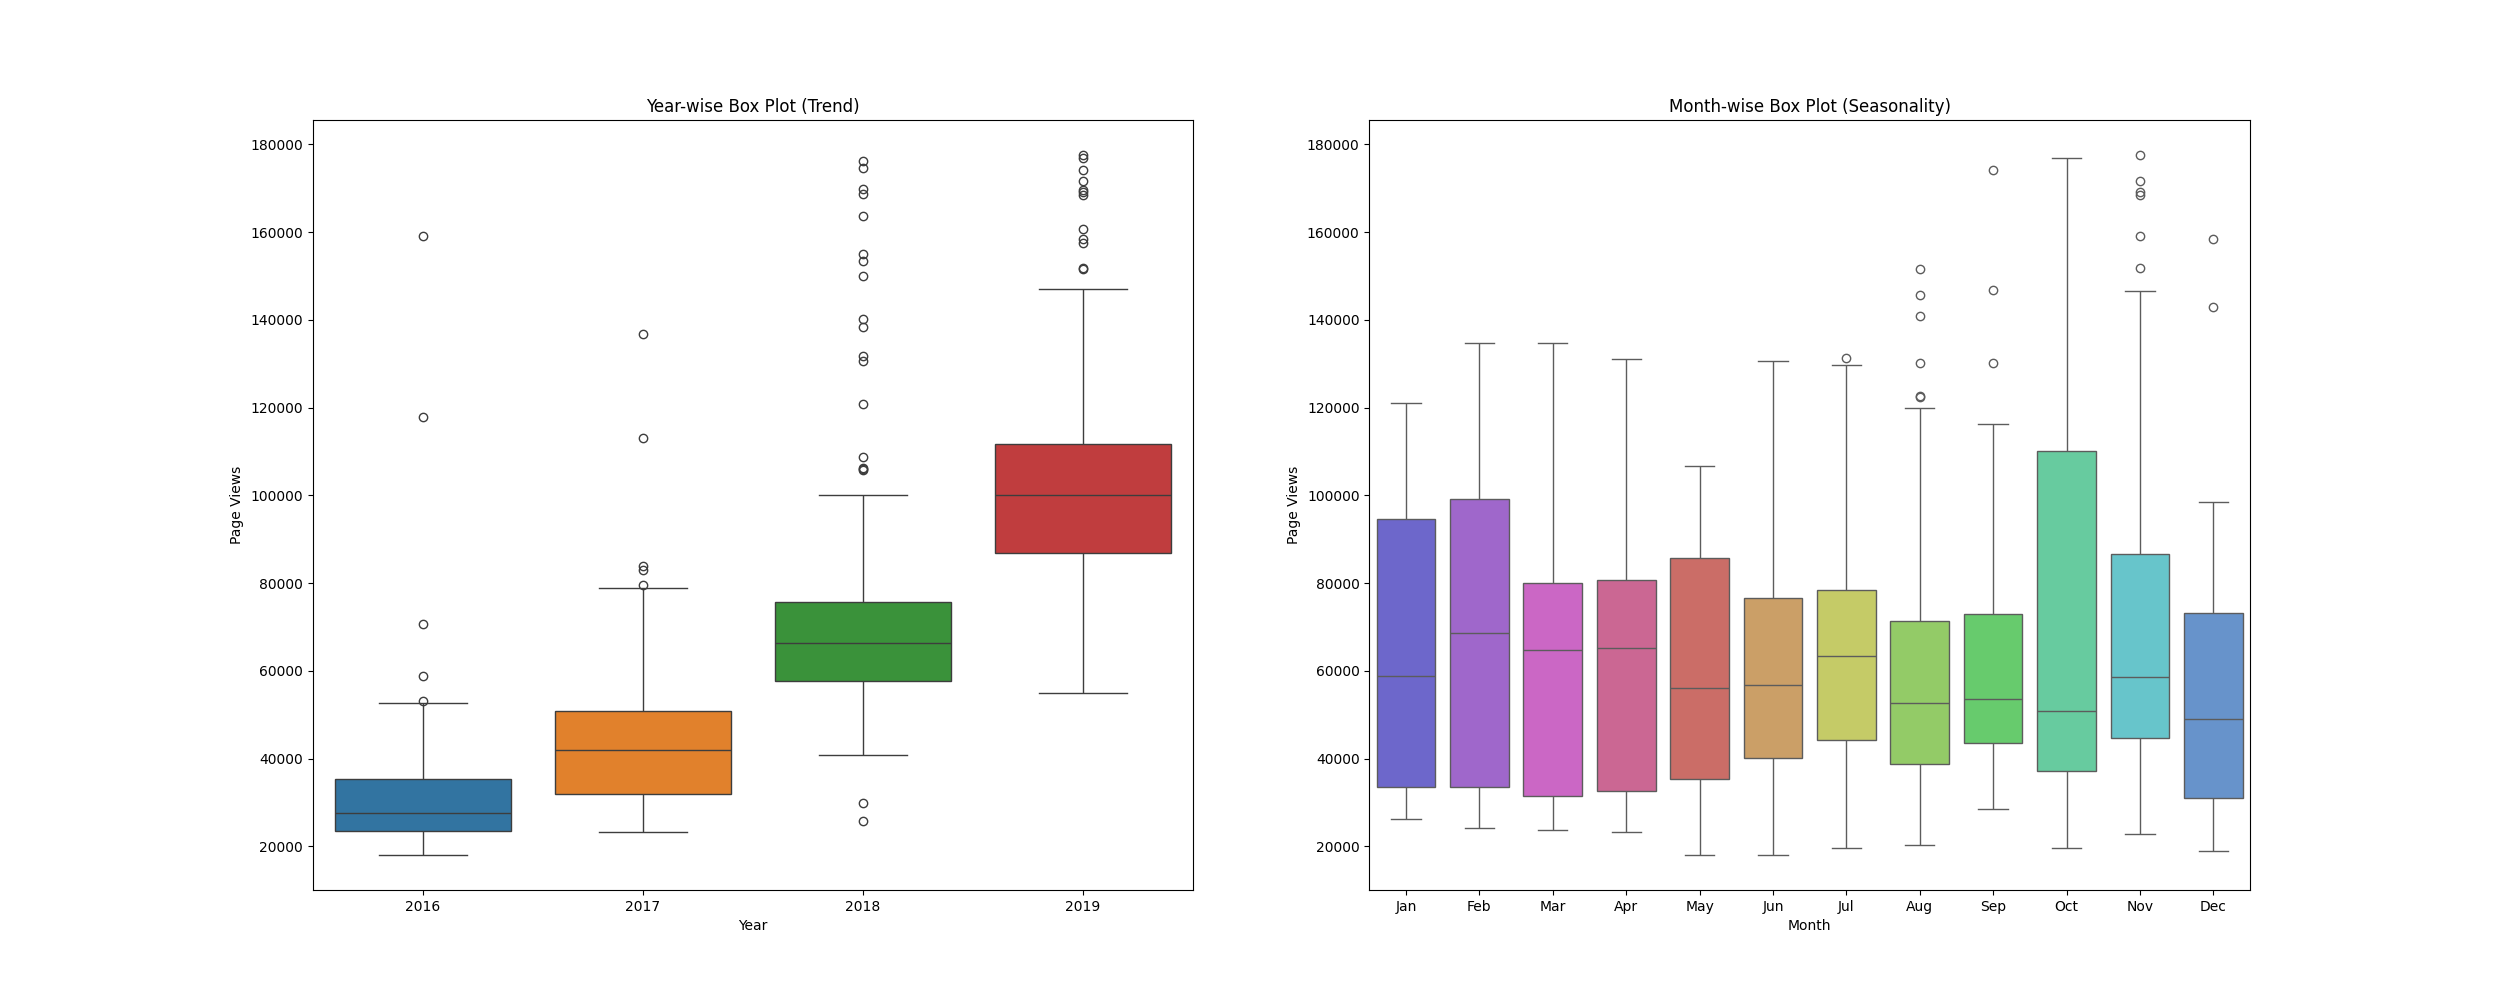 Year-wise Box Plot (Trend)
180000
160000
140000
120000
100000
80000
60000
40000
20000
Page Views
2016 2017 2018 2019
Year
Month-wise Box Plot (Seasonality)
180000
160000
140000
120000
100000
80000
60000
40000
20000
Page Views
Jan Feb Mar Apr May Jun Jul Aug Sep Oct Nov Dec
Month